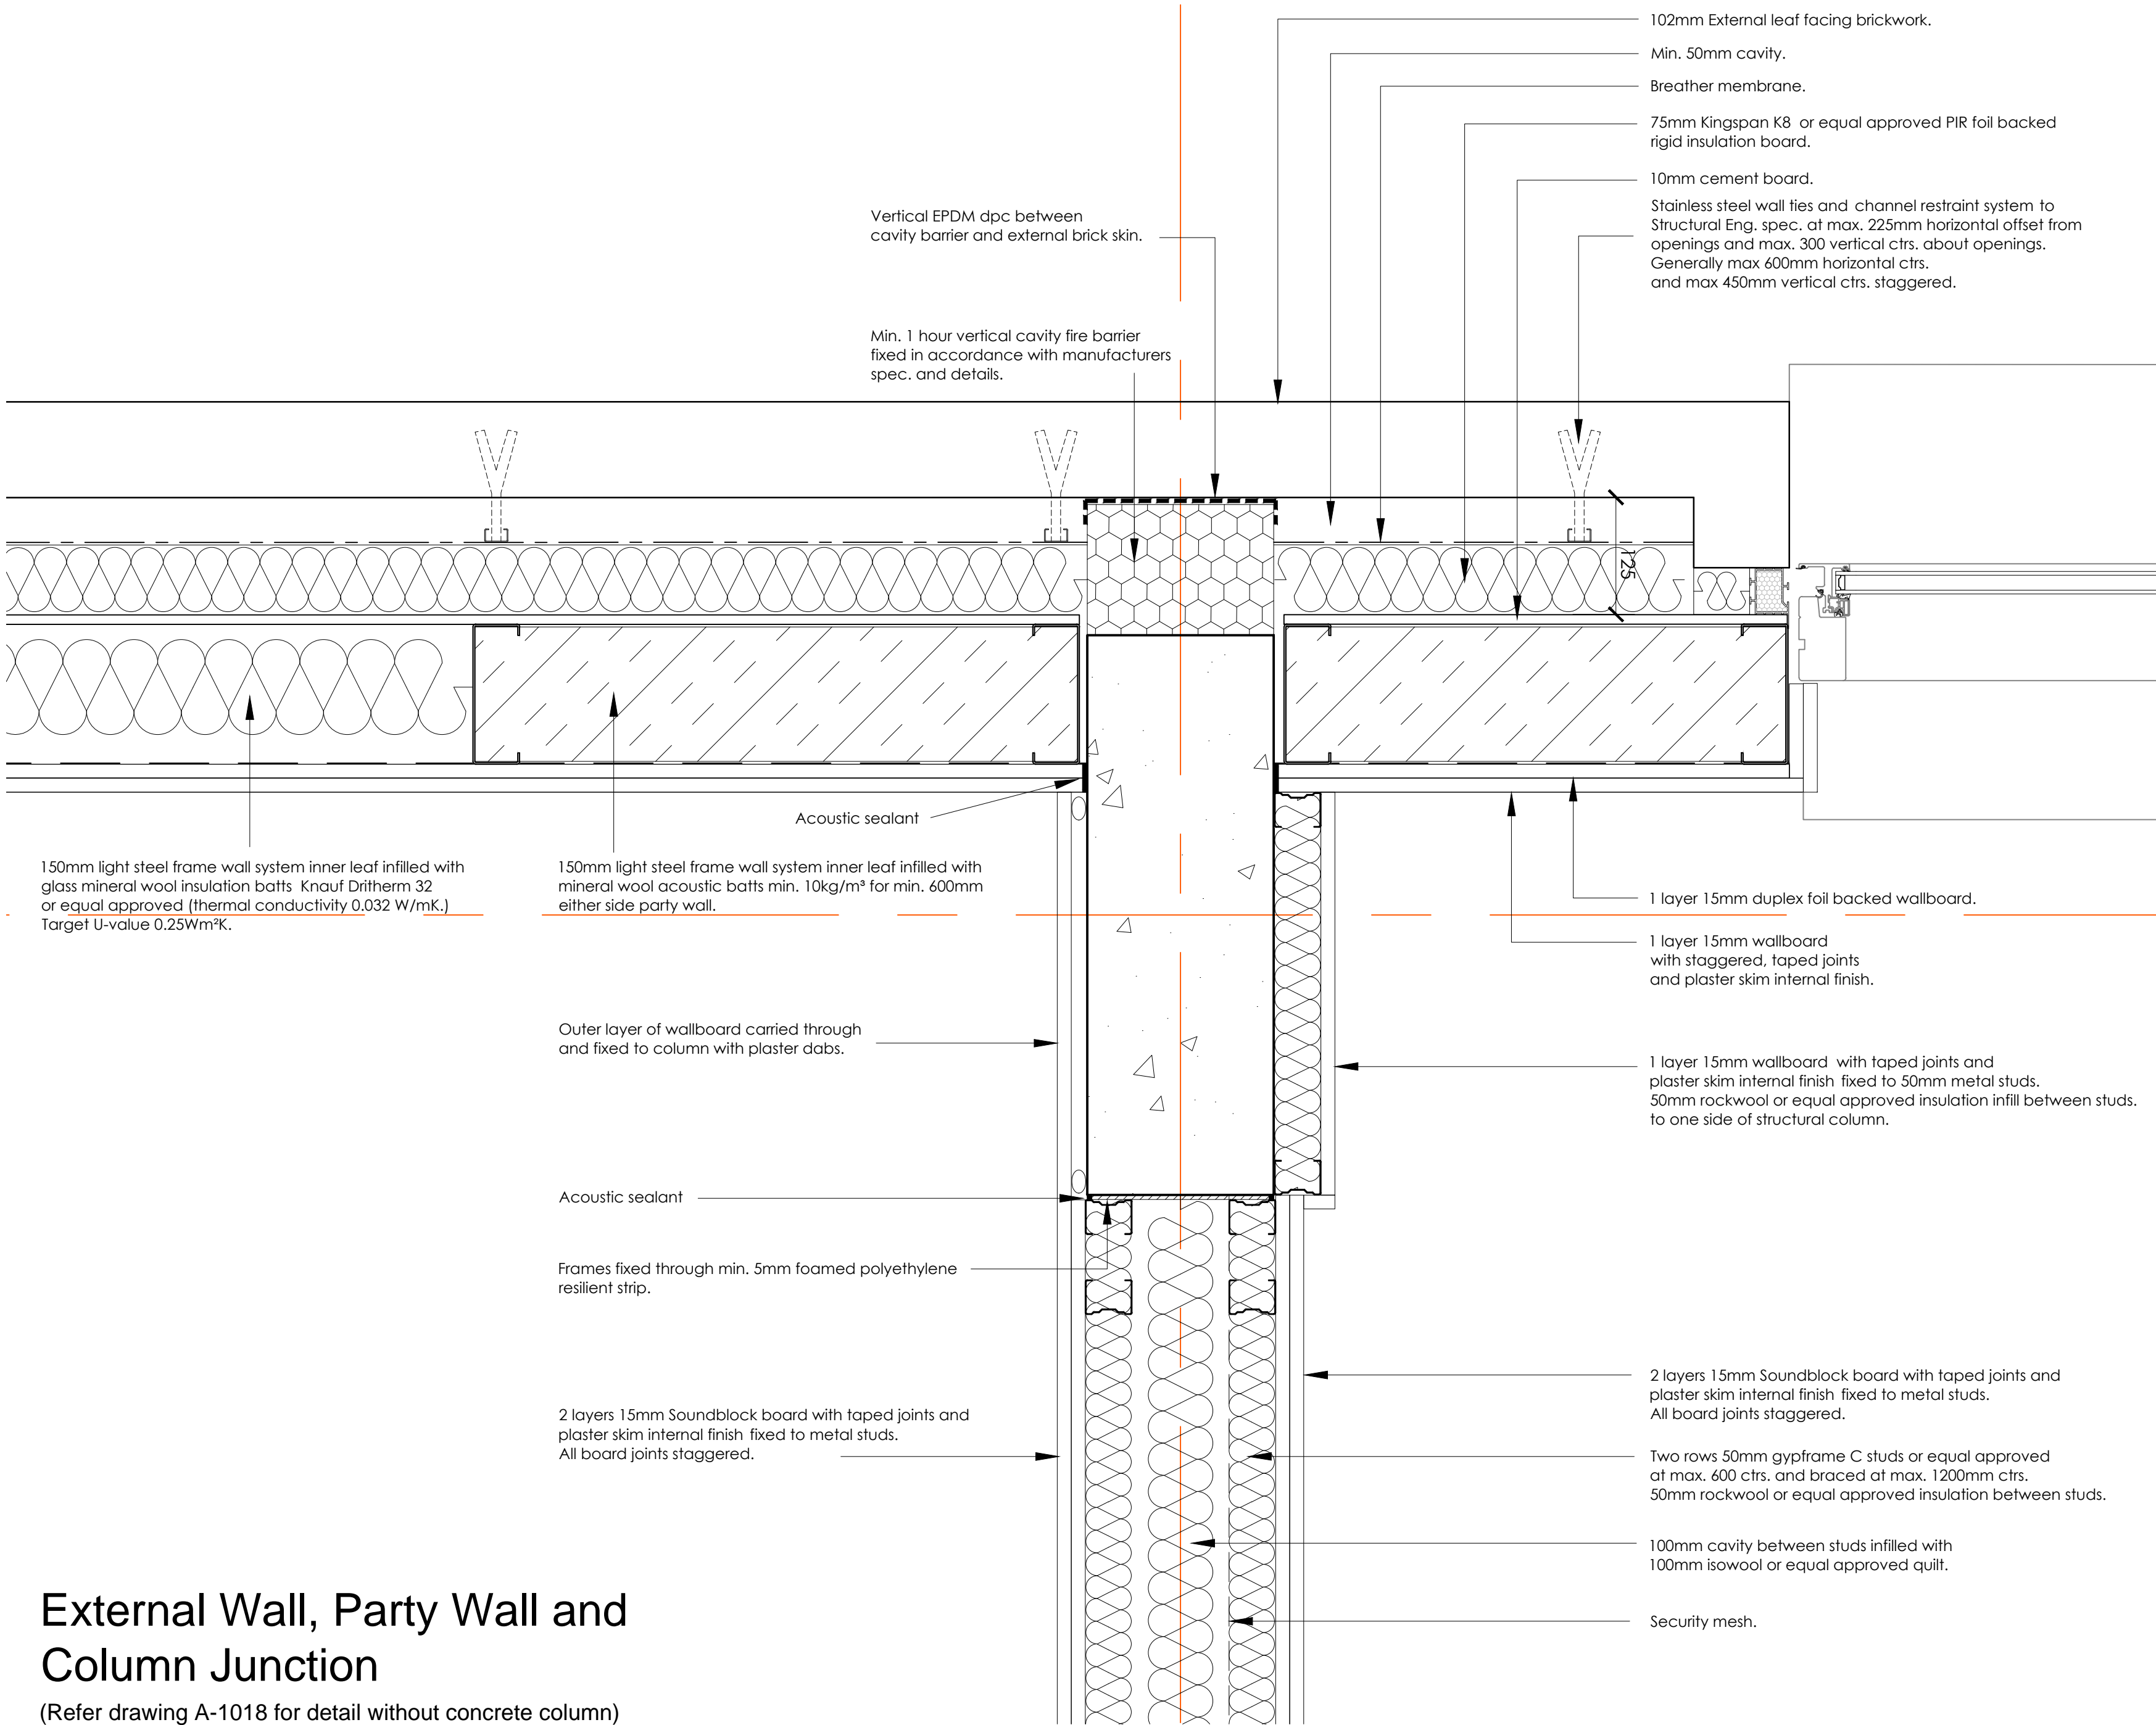 102mm External leaf facing brickwork.
Min. 50mm cavity.
Breather membrane.
75mm Kingspan K8 or equal approved PIR foil backed
rigid insulation board.
10mm cement board.
Stainless steel wall ties and channel restraint system to
Structural Eng. spec. at max. 225mm horizontal offset from
openings and max. 300 vertical ctrs. about openings.
Generally max 600mm horizontal ctrs.
and max 450mm vertical ctrs. staggered.
Vertical EPDM dpc between
cavity barrier and external brick skin.
Min. 1 hour vertical cavity fire barrier
fixed in accordance with manufacturers
spec. and details.
125
Acoustic sealant
150mm light steel frame wall system inner leaf infilled with
glass mineral wool insulation batts Knauf Dritherm 32
or equal approved (thermal conductivity 0.032 W/mK.)
Target U-value 0.25Wm²K.
150mm light steel frame wall system inner leaf infilled with
mineral wool acoustic batts min. 10kg/m³ for min. 600mm
either side party wall.
1 layer 15mm duplex foil backed wallboard.
1 layer 15mm wallboard
with staggered, taped joints
and plaster skim internal finish.
Outer layer of wallboard carried through
and fixed to column with plaster dabs.
1 layer 15mm wallboard with taped joints and
plaster skim internal finish fixed to 50mm metal studs.
50mm rockwool or equal approved insulation infill between studs.
to one side of structural column.
Acoustic sealant
Frames fixed through min. 5mm foamed polyethylene
resilient strip.
2 layers 15mm Soundblock board with taped joints and
plaster skim internal finish fixed to metal studs.
All board joints staggered.
2 layers 15mm Soundblock board with taped joints and
plaster skim internal finish fixed to metal studs.
All board joints staggered.
Two rows 50mm gypframe C studs or equal approved
at max. 600 ctrs. and braced at max. 1200mm ctrs.
50mm rockwool or equal approved insulation between studs.
100mm cavity between studs infilled with
100mm isowool or equal approved quilt.
Security mesh.
External Wall, Party Wall and
Column Junction
(Refer drawing A-1018 for detail without concrete column)